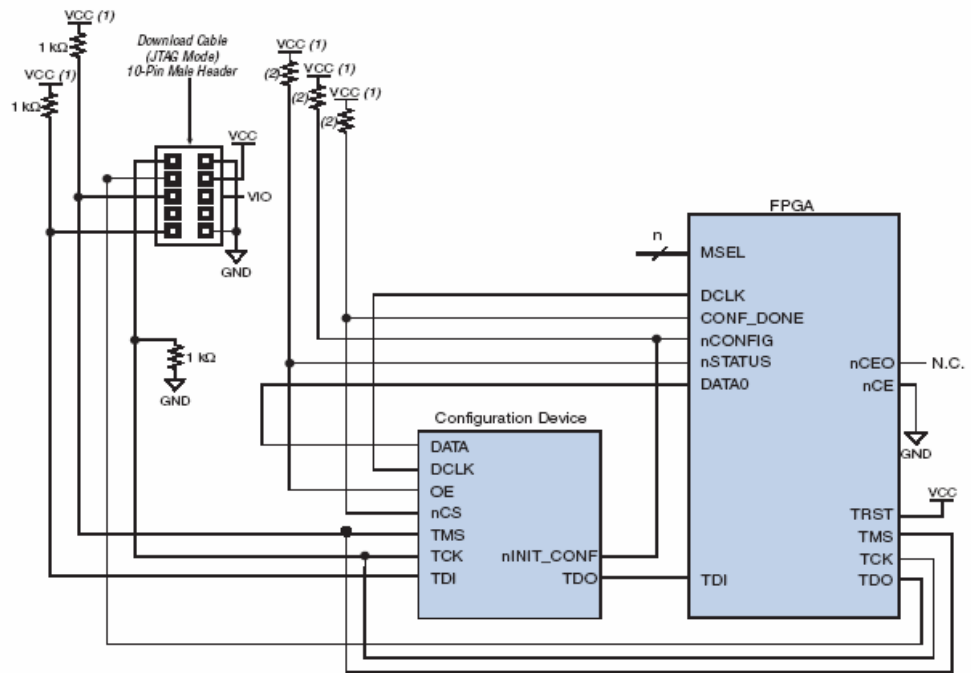 VCC (1)
1 kΩ
VCC (1)
1 kΩ
Download Cable
(JTAG Mode)
10-Pin Male Header
VCC
VIO
GND
1 kΩ
GND
VCC (1)
(2)
VCC (1)
(2)
VCC (1)
(2)
FPGA
n
MSEL
DCLK
CONF_DONE
nCONFIG
nSTATUS
DATA0
nCEO
N.C.
nCE
GND
VCC
TRST
TMS
TCK
TDO
TDI
Configuration Device
DATA
DCLK
OE
nCS
TMS
TCK
TDI
nINIT_CONF
TDO